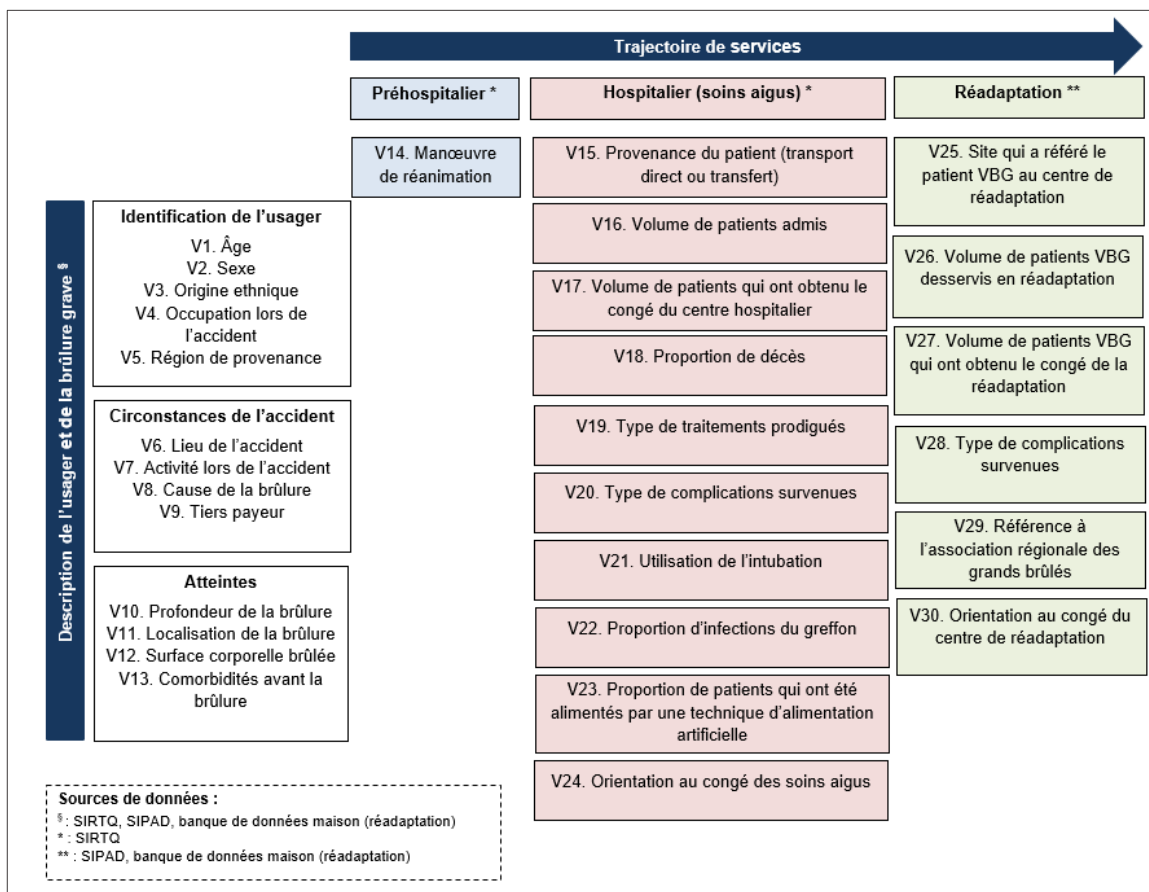 Trajectoire de services
Préhospitalier *
Hospitalier (soins aigus) *
Réadaptation **
Description de l'usager et de la brûlure grave §
Identification de l'usager
V1. Âge
V2. Sexe
V3. Origine ethnique
V4. Occupation lors de
l'accident
V5. Région de provenance
Circonstances de l'accident
V6. Lieu de l'accident
V7. Activité lors de l'accident
V8. Cause de la brûlure
V9. Tiers payeur
Atteintes
V10. Profondeur de la brûlure
V11. Localisation de la brûlure
V12. Surface corporelle brûlée
V13. Comorbidités avant la
brûlure
V14. Manœuvre
de réanimation
V15. Provenance du patient (transport
direct ou transfert)
V16. Volume de patients admis
V17. Volume de patients qui ont obtenu le
congé du centre hospitalier
V18. Proportion de décès
V19. Type de traitements prodigués
V20. Type de complications survenues
V21. Utilisation de l'intubation
V22. Proportion d'infections du greffon
V23. Proportion de patients qui ont été
alimentés par une technique d'alimentation
artificielle
V24. Orientation au congé des soins aigus
V25. Site qui a référé le
patient VBG au centre de
réadaptation
V26. Volume de patients VBG
desservis en réadaptation
V27. Volume de patients VBG
qui ont obtenu le congé de la
réadaptation
V28. Type de complications
survenues
V29. Référence à
l'association régionale des
grands brûlés
V30. Orientation au congé du
centre de réadaptation
Sources de données :
§ : SIRTQ, SIPAD, banque de données maison (réadaptation)
* : SIRTQ
** : SIPAD, banque de données maison (réadaptation)